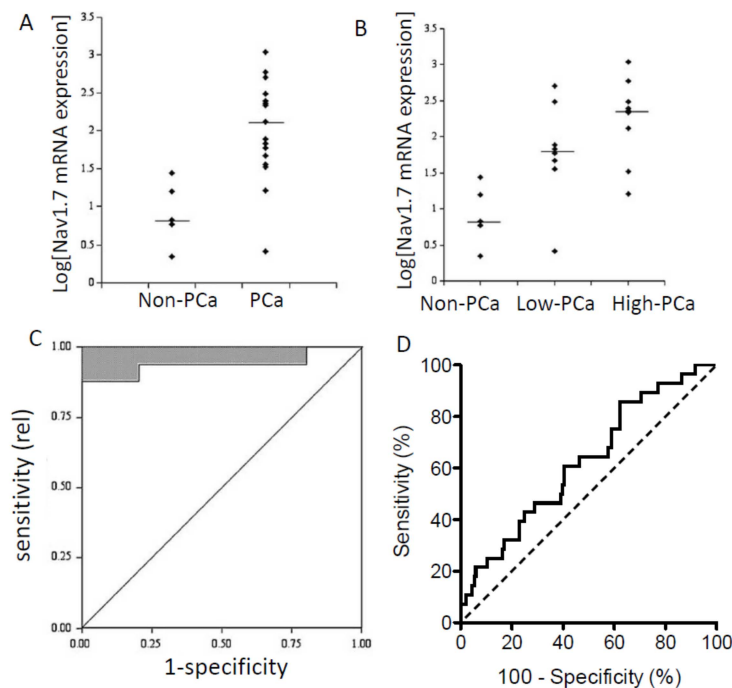 A
Log[Nav1.7 mRNA expression]
3.5
3
2.5
2
1.5
1
0.5
0
Non-PCa PCa
B
Log[Nav1.7 mRNA expression]
3.5
3
2.5
2
1.5
1
0.5
0
Non-PCa Low-PCa High-PCa
C
sensitivity (rel)
1.00
0.75
0.50
0.25
0.00
0.00 0.25 0.50 0.75 1.00
1-specificity
D
Sensitivity (%)
100
80
60
40
20
0
0 20 40 60 80 100
100 - Specificity (%)